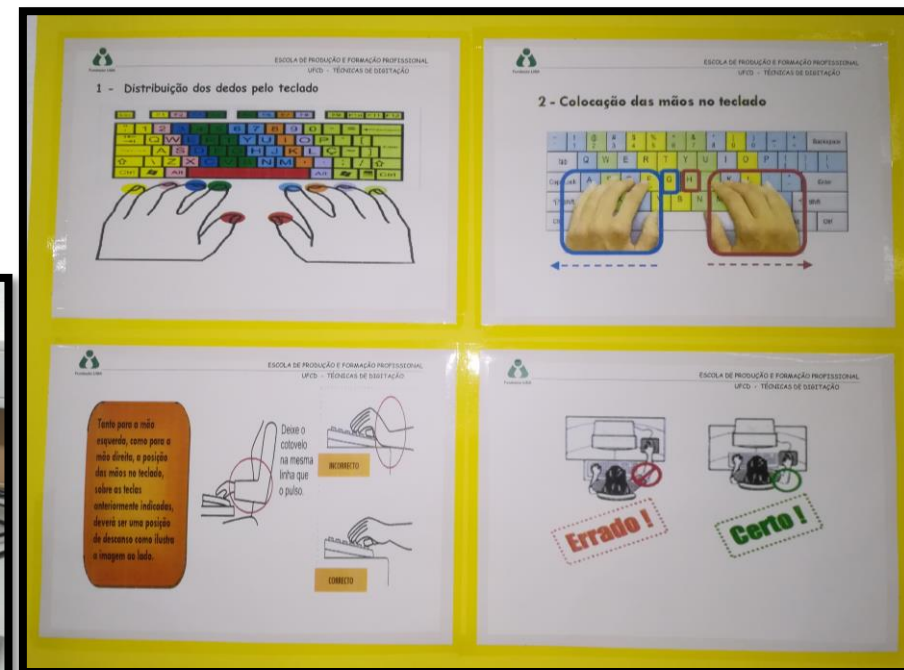 Fundação LIGA
ESCOLA DE PRODUÇÃO E FORMAÇÃO PROFISSIONAL
UFCD - TÉCNICAS DE DIGITAÇÃO
1 - Distribuição dos dedos pelo teclado
ESCOLA DE PRODUÇÃO E FORMAÇÃO PROFISSIONAL
UFCD - TÉCNICAS DE DIGITAÇÃO
2 - Colocação das mãos no teclado
Backspace
Tab Q W E R T Y U I O P
Enter
ESCOLA DE PRODUÇÃO E FORMAÇÃO PROFISSIONAL
UFCD - TÉCNICAS DE DIGITAÇÃO
Tanto para a mão
esquerda, como para a
mão direita, a posição
das mãos no teclado,
sobre as teclas
anteriormente indicadas,
deverá ser uma posição
de descanso como ilustra
a imagem ao lado.
Deixe o
cotovelo
na mesma
linha que
o pulso.
INCORRECTO
CORRECTO
ESCOLA DE PRODUÇÃO E FORMAÇÃO PROFISSIONAL
UFCD - TÉCNICAS DE DIGITAÇÃO
Errado !
Certo !